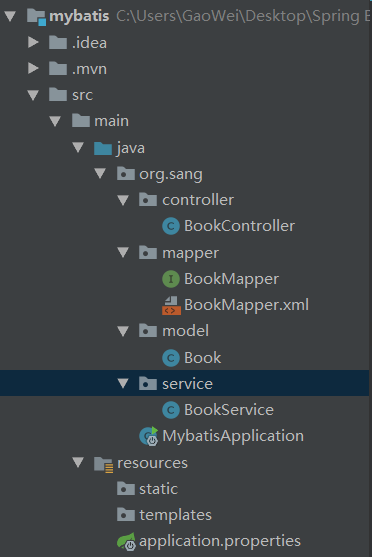 mybatis C:\Users\GaoWei\Desktop\Spring
.idea
.mvn
src
main
java
org.sang
controller
BookController
mapper
BookMapper
BookMapper.xml
model
Book
service
BookService
MybatisApplication
resources
static
templates
application.properties